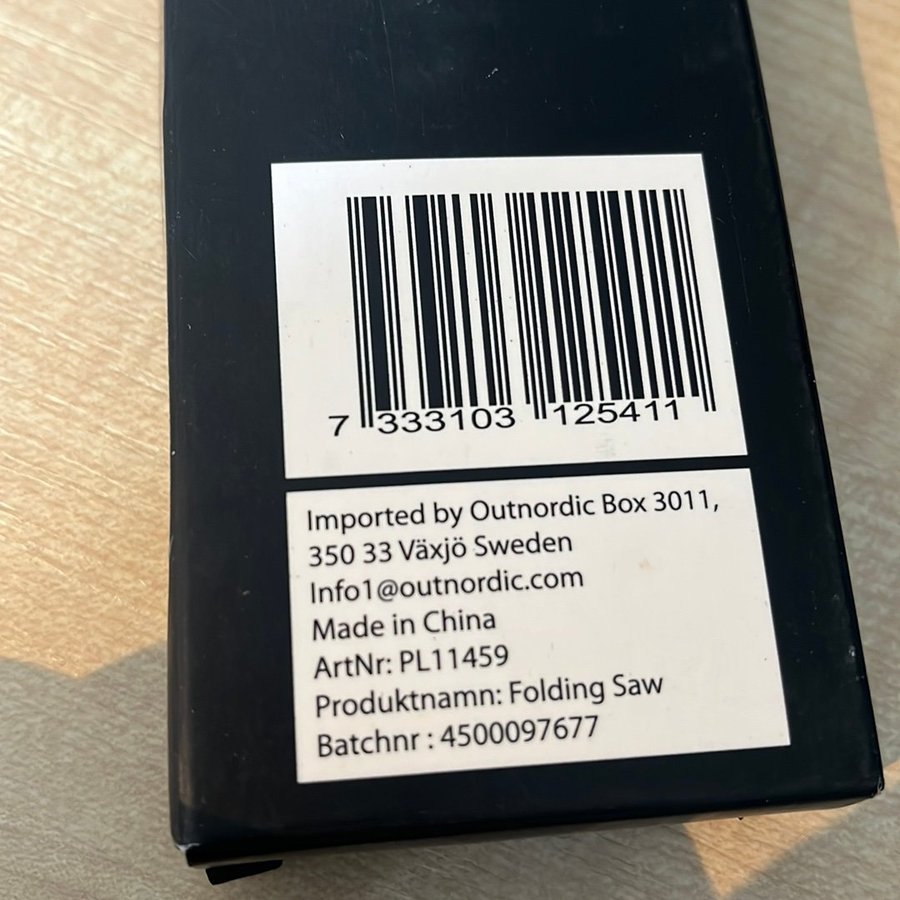 7 333103 125411
Imported by Outnordic Box 3011,
350 33 Växjö Sweden
Info1@outnordic.com
Made in China
ArtNr: PL11459
Produktnamn: Folding Saw
Batchnr : 4500097677